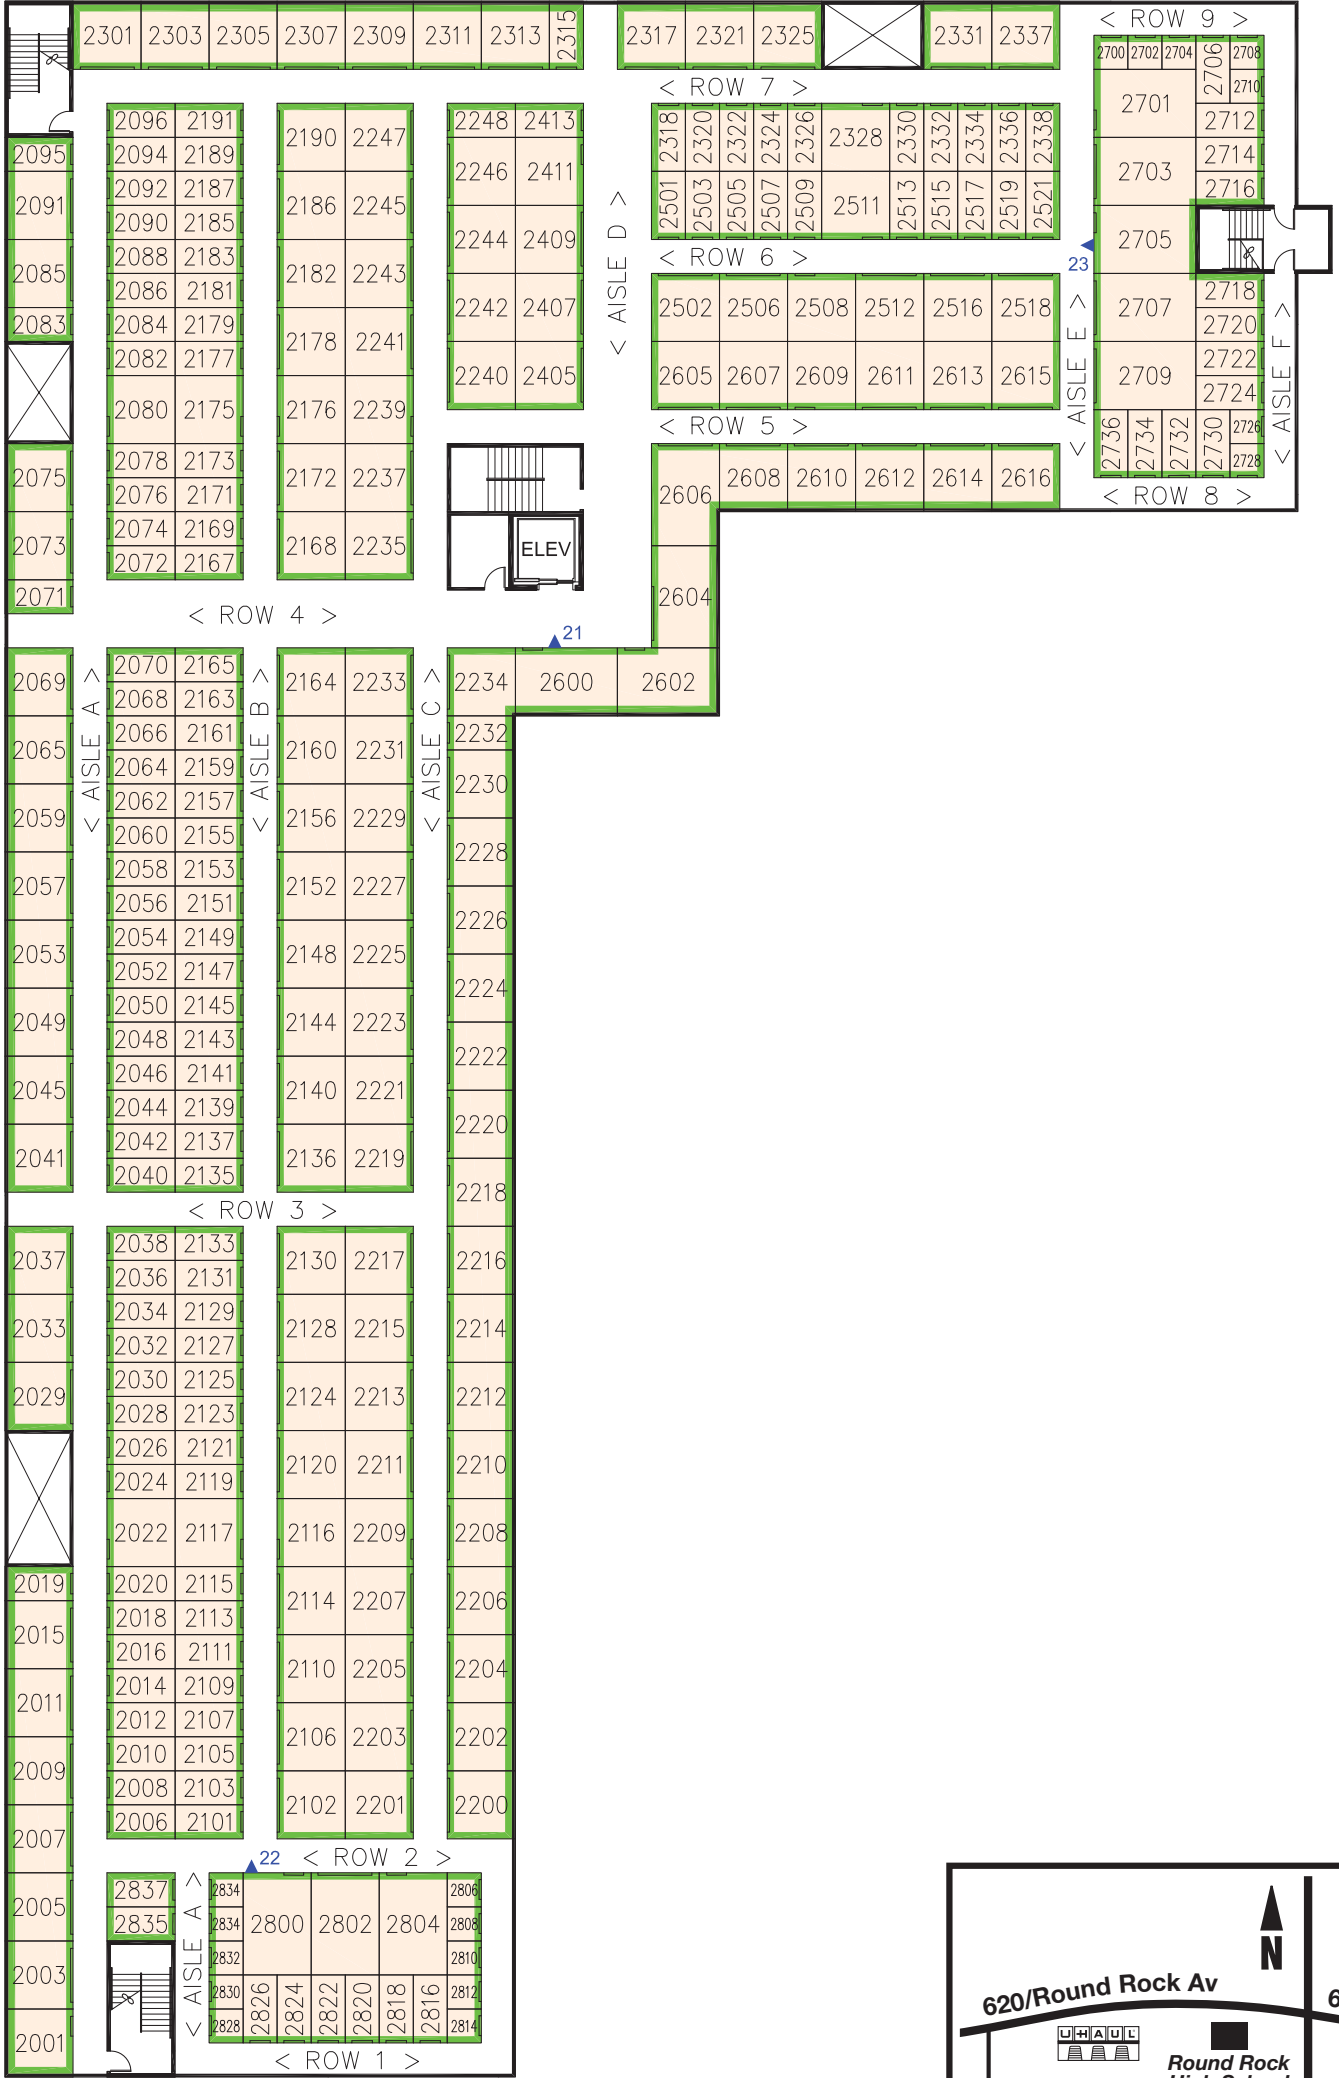 < ROW 9 >
2301 2303 2305 2307 2309 2311 2313 2315 2317 2321 2325 2331 2337
2700 2702 2704 2706 2708
2710
< ROW 7 >
2701
2096 2191 2190 2247 2248 2413 2318 2320 2322 2324 2326 2328 2330 2332 2334 2336 2338
2712
2095 2094 2189
2714
2246 2411
2703
2092 2187
2716
2091 2186 2245 2501 2503 2505 2507 2509 2511 2513 2515 2517 2519 2521
2090 2185
2244 2409
2705
< AISLE D >
2088 2183
< ROW 6 >
23
2085 2182 2243
2086 2181
2718
2242 2407 2502 2506 2508 2512 2516 2518
2707
2083 2084 2179
2720
2178 2241
2082 2177
2722
< AISLE E >
< AISLE F >
2240 2405 2605 2607 2609 2611 2613 2615
2709
2724
2080 2175 2176 2239
< ROW 5 >
2736 2734 2732 2730 2726
2728
2078 2173
2075 2172 2237
2608 2610 2612 2614 2616
2606
< ROW 8 >
2076 2171
2074 2169
2073 2168 2235
ELEV
2072 2167
2071
2604
< ROW 4 >
21
2070 2165
2069 2164 2233 2234 2600 2602
2068 2163
< AISLE A >
< AISLE B >
< AISLE C >
2066 2161 2232
2065 2160 2231
2064 2159
2230
2062 2157
2059 2156 2229
2060 2155
2228
2058 2153
2057 2152 2227
2056 2151
2226
2054 2149
2053 2148 2225
2052 2147
2224
2050 2145
2049 2144 2223
2048 2143
2222
2046 2141
2045 2140 2221
2044 2139
2220
2042 2137
2041 2136 2219
2040 2135
2218
< ROW 3 >
2038 2133
2037 2130 2217 2216
2036 2131
2034 2129
2033 2128 2215 2214
2032 2127
2030 2125
2029 2124 2213 2212
2028 2123
2026 2121
2120 2211 2210
2024 2119
2022 2117 2116 2209 2208
2019 2020 2115
2114 2207 2206
2018 2113
2015
2016 2111
2110 2205 2204
2014 2109
2011
2012 2107
2106 2203 2202
2010 2105
2009
2008 2103
2102 2201 2200
2006 2101
2007
22
< ROW 2 >
2837 2834 2806
2005
2835 2834 2800 2802 2804 2808
< AISLE A >
2832 2810
2003
2830 2826 2824 2822 2820 2818 2816 2812
2828 2814
2001
< ROW 1 >
N
620/Round Rock Av
6
U-HAUL
Round Rock
High School